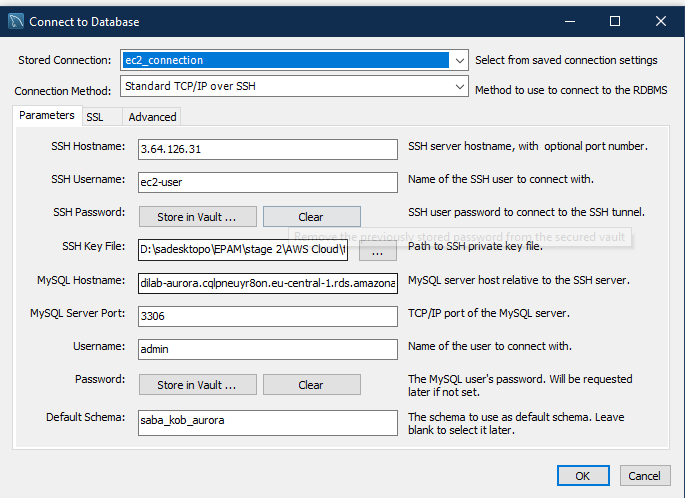 Connect to Database
Stored Connection: ec2_connection Select from saved connection settings
Connection Method: Standard TCP/IP over SSH Method to use to connect to the RDBMS
Parameters SSL Advanced
SSH Hostname: 3.64.126.31 SSH server hostname, with optional port number.
SSH Username: ec2-user Name of the SSH user to connect with.
SSH Password: Store in Vault ... Clear SSH user password to connect to the SSH tunnel.
Remove the previously stored password from the secured vault
SSH Key File: D:\sadesktopo\EPAM\stage 2\AWS Cloud\ ... Path to SSH private key file.
MySQL Hostname: dilab-aurora.cqlpneuyr8on.eu-central-1.rds.amazona MySQL server host relative to the SSH server.
MySQL Server Port: 3306 TCP/IP port of the MySQL server.
Username: admin Name of the user to connect with.
Password: Store in Vault ... Clear The MySQL user's password. Will be requested
later if not set.
Default Schema: saba_kob_aurora The schema to use as default schema. Leave
blank to select it later.
OK Cancel